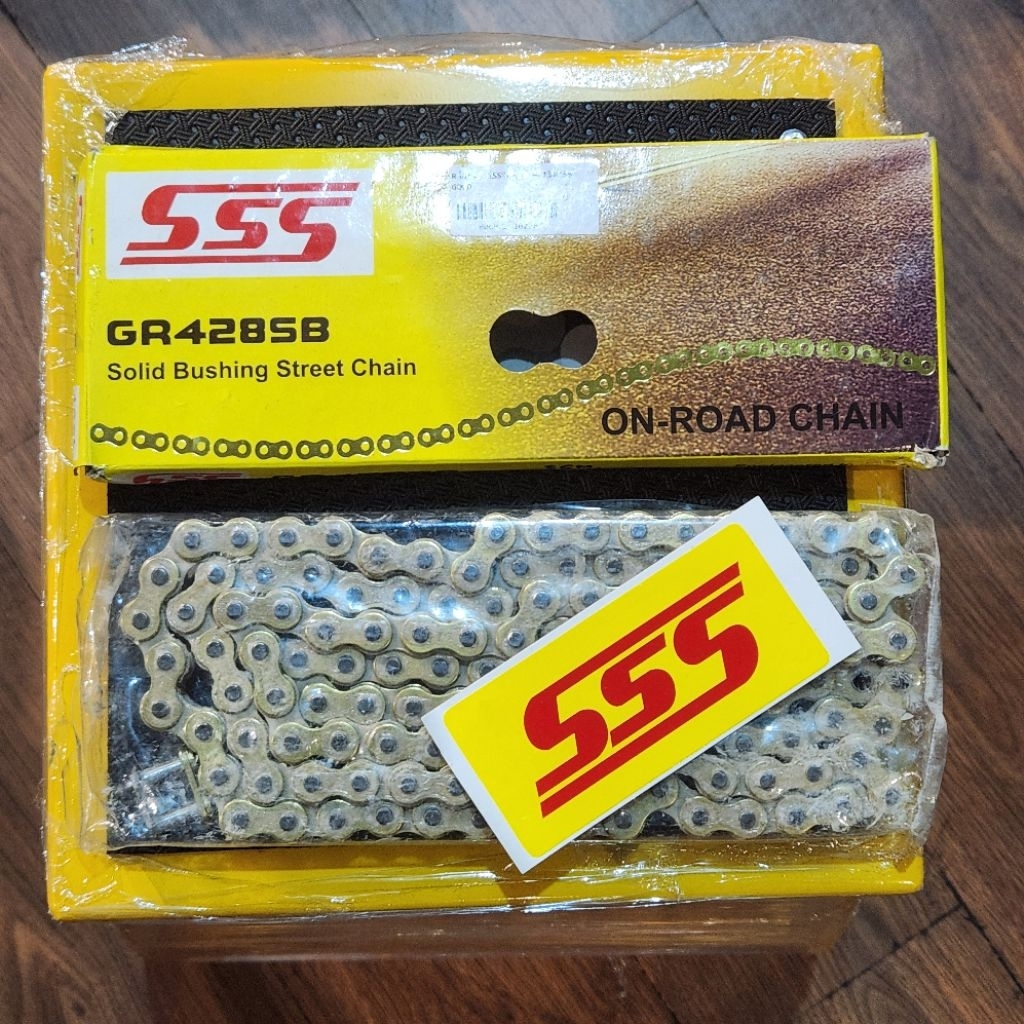 SSS
GR428SB
Solid Bushing Street Chain
ON-ROAD CHAIN
SSS